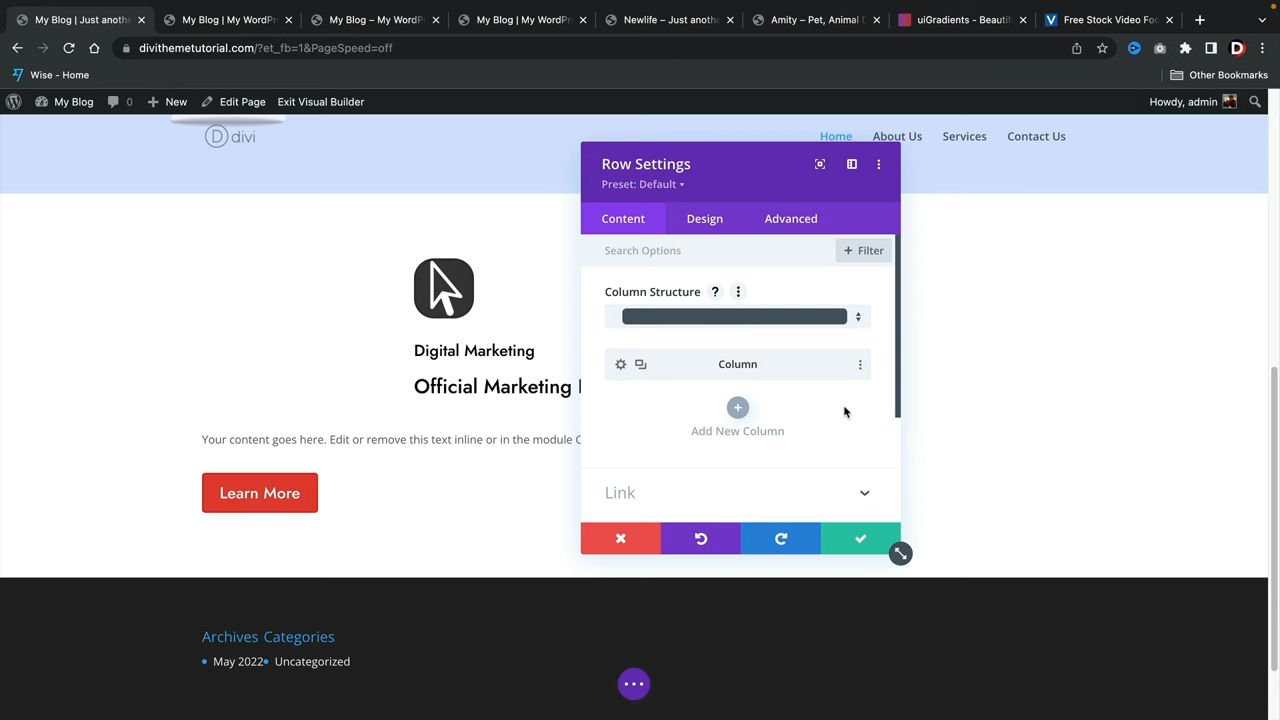 My Blog | Just anoth
My Blog | My WordPre
My Blog – My WordP
My Blog | My WordPre
Newlife – Just anoth
Amity – Pet, Animal D
uiGradients - Beautif
Free Stock Video Foo
divithemetutorial.com/?et_fb=1&PageSpeed=off
Wise - Home
Other Bookmarks
My Blog 0 New Edit Page Exit Visual Builder
Howdy, admin
divi
Home About Us Services Contact Us
Row Settings
Preset: Default
Content Design Advanced
Search Options
+ Filter
Column Structure ?
Column
Add New Column
Link
Digital Marketing
Official Marketing
Your content goes here. Edit or remove this text inline or in the module C
Learn More
Archives Categories
May 2022 Uncategorized